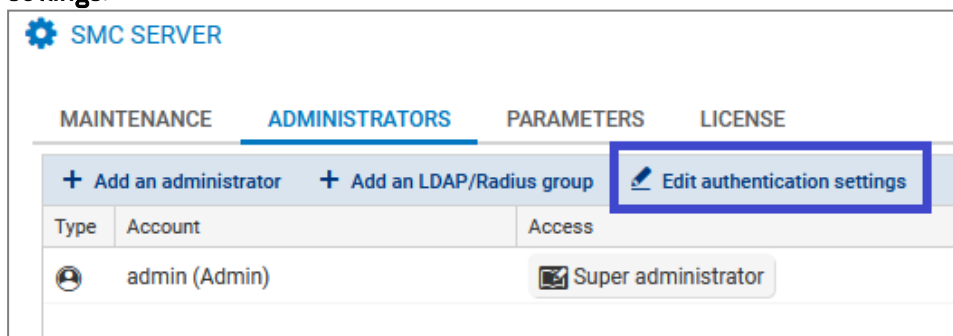 settings.
SMC SERVER
MAINTENANCE ADMINISTRATORS PARAMETERS LICENSE
+ Add an administrator + Add an LDAP/Radius group Edit authentication settings
Type Account Access
admin (Admin) Super administrator